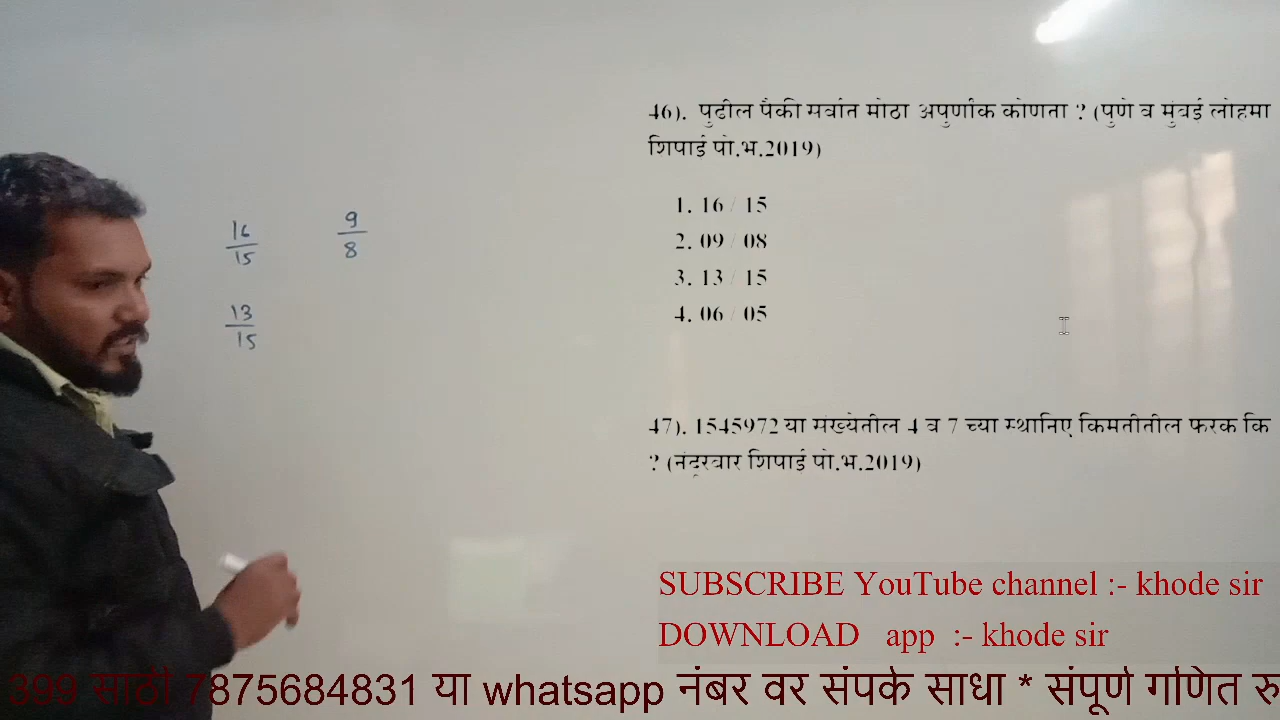 46). पुढील पैकी सर्वात मोठा अपुर्णांक कोणता ? (पुणे व मुंबई लोहमा
शिपाई पो.भ.2019)
1. 16 / 15
2. 09 / 08
3. 13 / 15
4. 06 / 05
16/15 9/8
13/15
47). 1545972 या संख्येतील 4 व 7 च्या स्थानिए किमतीतील फरक कि
? (नंदूरबार शिपाई पो.भ.2019)
SUBSCRIBE YouTube channel :- khode sir
DOWNLOAD app :- khode sir
399 साठी 7875684831 या whatsapp नंबर वर संपर्क साधा * संपूर्ण गणित रु